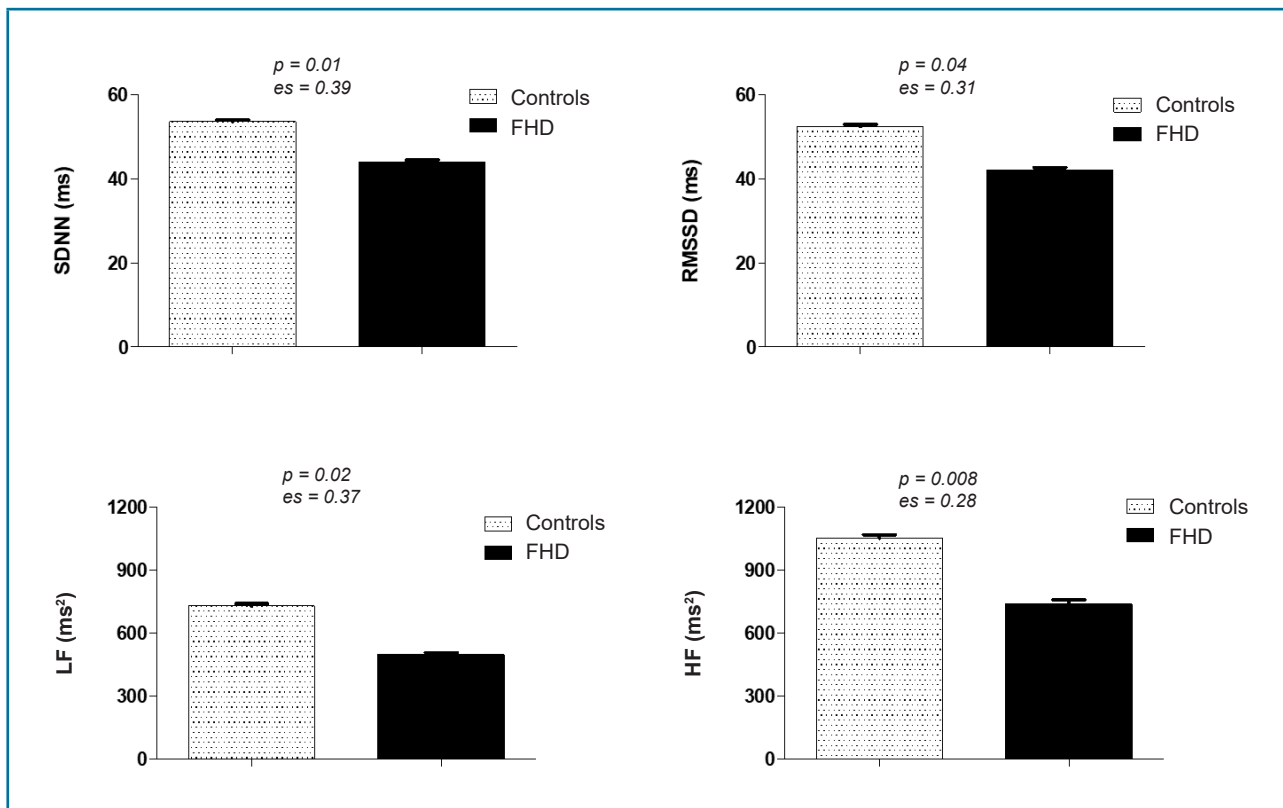 p = 0.01
es = 0.39
Controls
FHD
60
40
20
0
SDNN (ms)
p = 0.04
es = 0.31
Controls
FHD
60
40
20
0
RMSSD (ms)
p = 0.02
es = 0.37
Controls
FHD
1200
900
600
300
0
LF (ms²)
p = 0.008
es = 0.28
Controls
FHD
1200
900
600
300
0
HF (ms²)